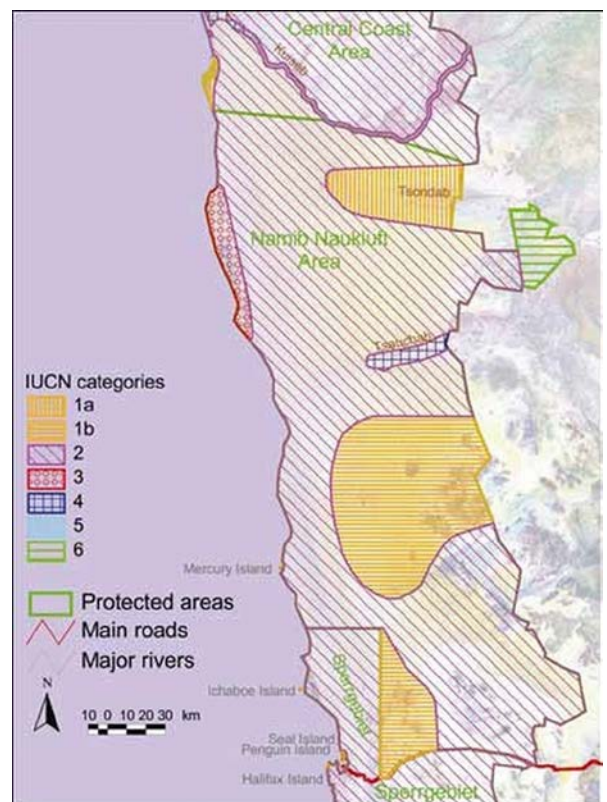 Central Coast
Area
Kuiseb
Tsondab
Namib Naukluft
Area
Tsauchab
IUCN categories
1a
1b
2
3
4
5
6
Mercury Island
Protected areas
Main roads
Major rivers
Sperrgebiet
Ichaboe Island
N
10 0 10 20 30 km
Seal Island
Penguin Island
Halifax Island
Sperrgebiet